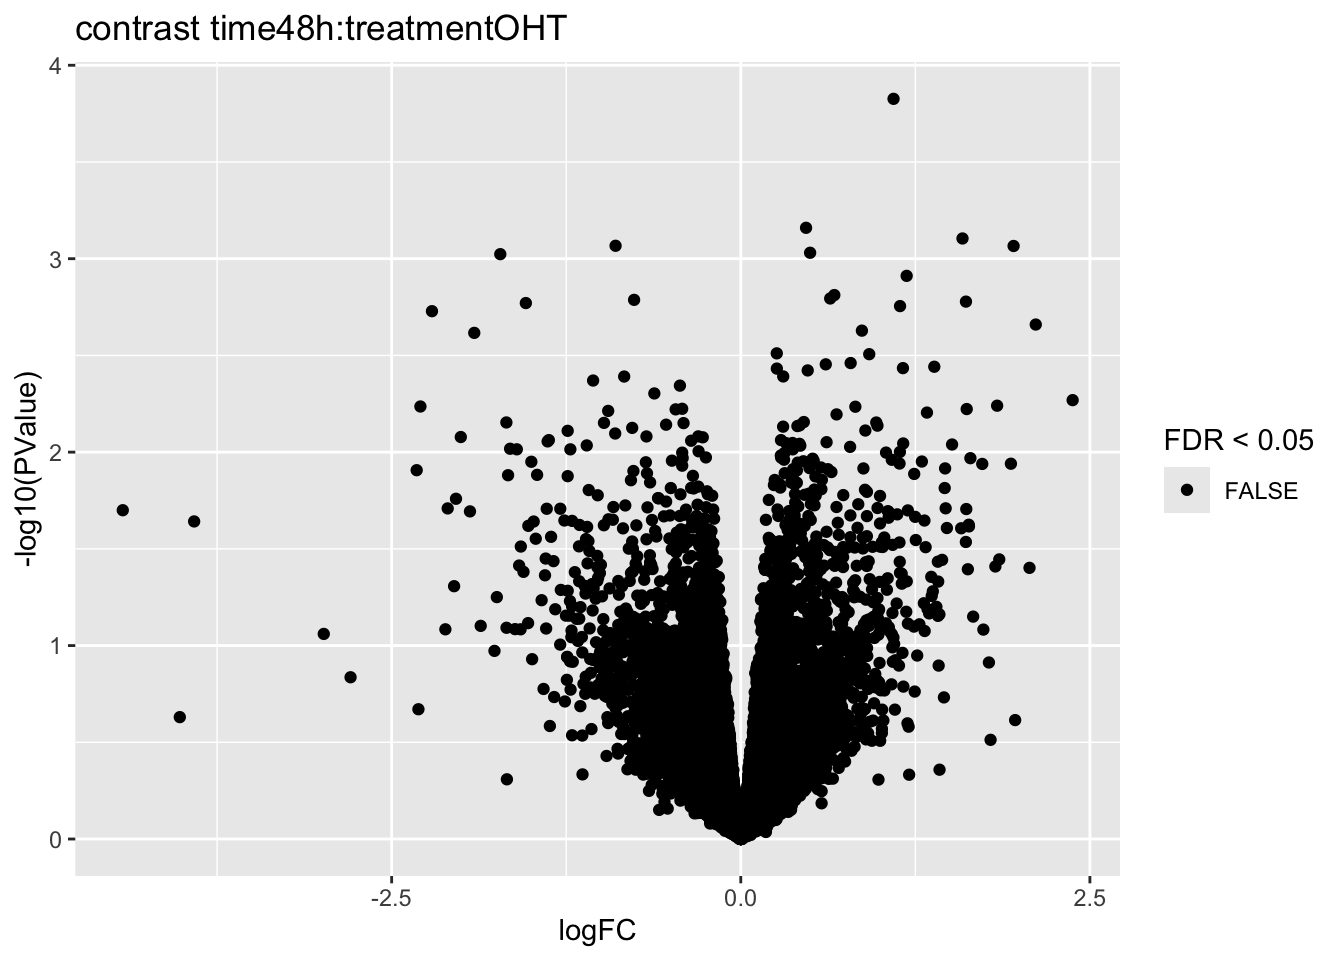 contrast time48h:treatmentOHT
4
3
2
1
0
-log10(PValue)
-2.5
0.0
2.5
logFC
FDR < 0.05
FALSE